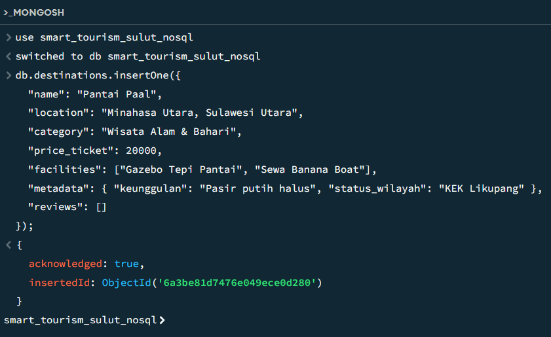 >_MONGOSH
> use smart_tourism_sulut_nosql
< switched to db smart_tourism_sulut_nosql
> db.destinations.insertOne({
"name": "Pantai Paal",
"location": "Minahasa Utara, Sulawesi Utara",
"category": "Wisata Alam & Bahari",
"price_ticket": 20000,
"facilities": ["Gazebo Tepi Pantai", "Sewa Banana Boat"],
"metadata": { "keunggulan": "Pasir putih halus", "status_wilayah": "KEK Likupang" },
"reviews": []
});
< {
acknowledged: true,
insertedId: ObjectId('6a3be81d7476e049ece0d280')
}
smart_tourism_sulut_nosql>